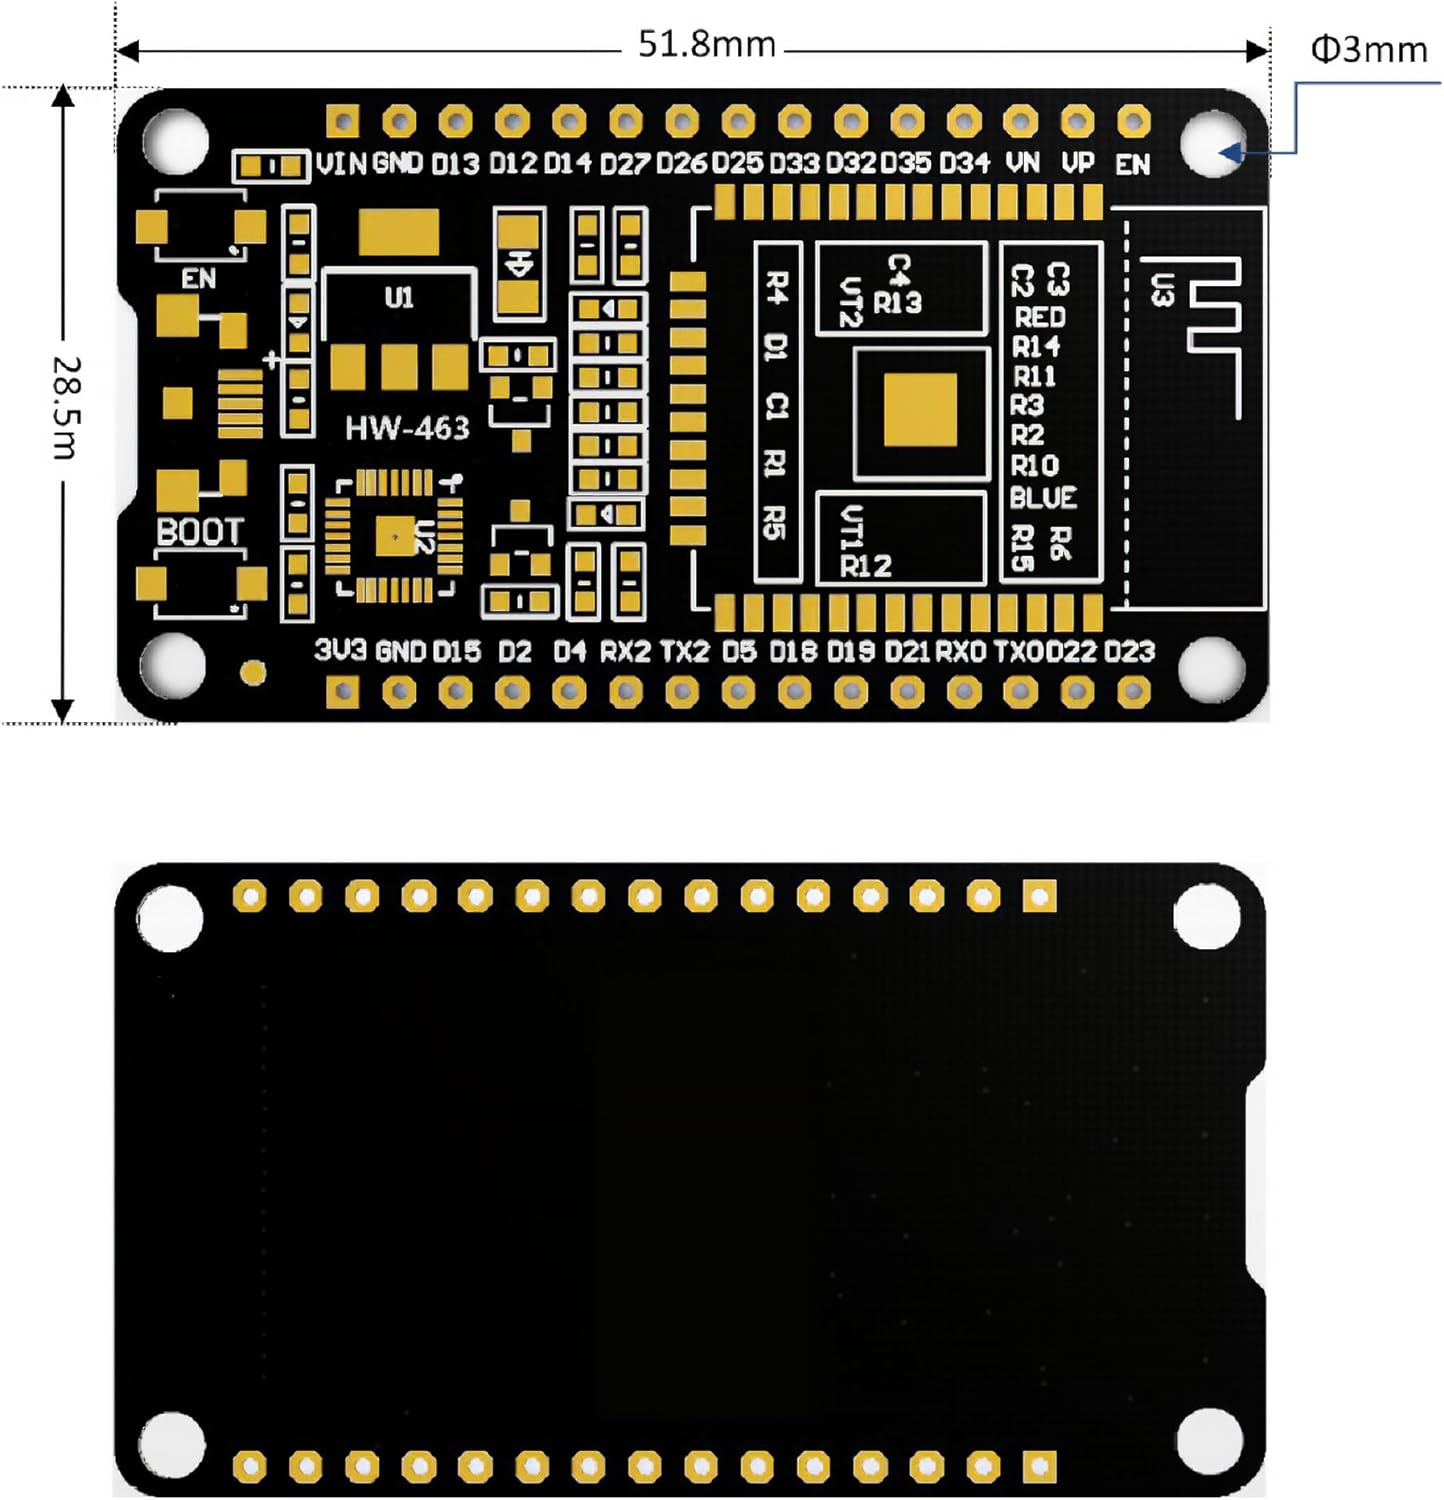 51.8mm
Φ3mm
28.5m
VIN GND D13 D12 D14 D27 D26 D25 D33 D32 D35 D34 VN VP EN
EN
U1
HW-463
BOOT
U2
R4 D1 C1 R1 R5
C4
VT2
R13
VT1
R12
C2 C3
RED
R14
R11
R3
R2
R10
BLUE
R15 R6
U3
3V3 GND D15 D2 D4 RX2 TX2 D5 D18 D19 D21 RX0 TX0 D22 D23